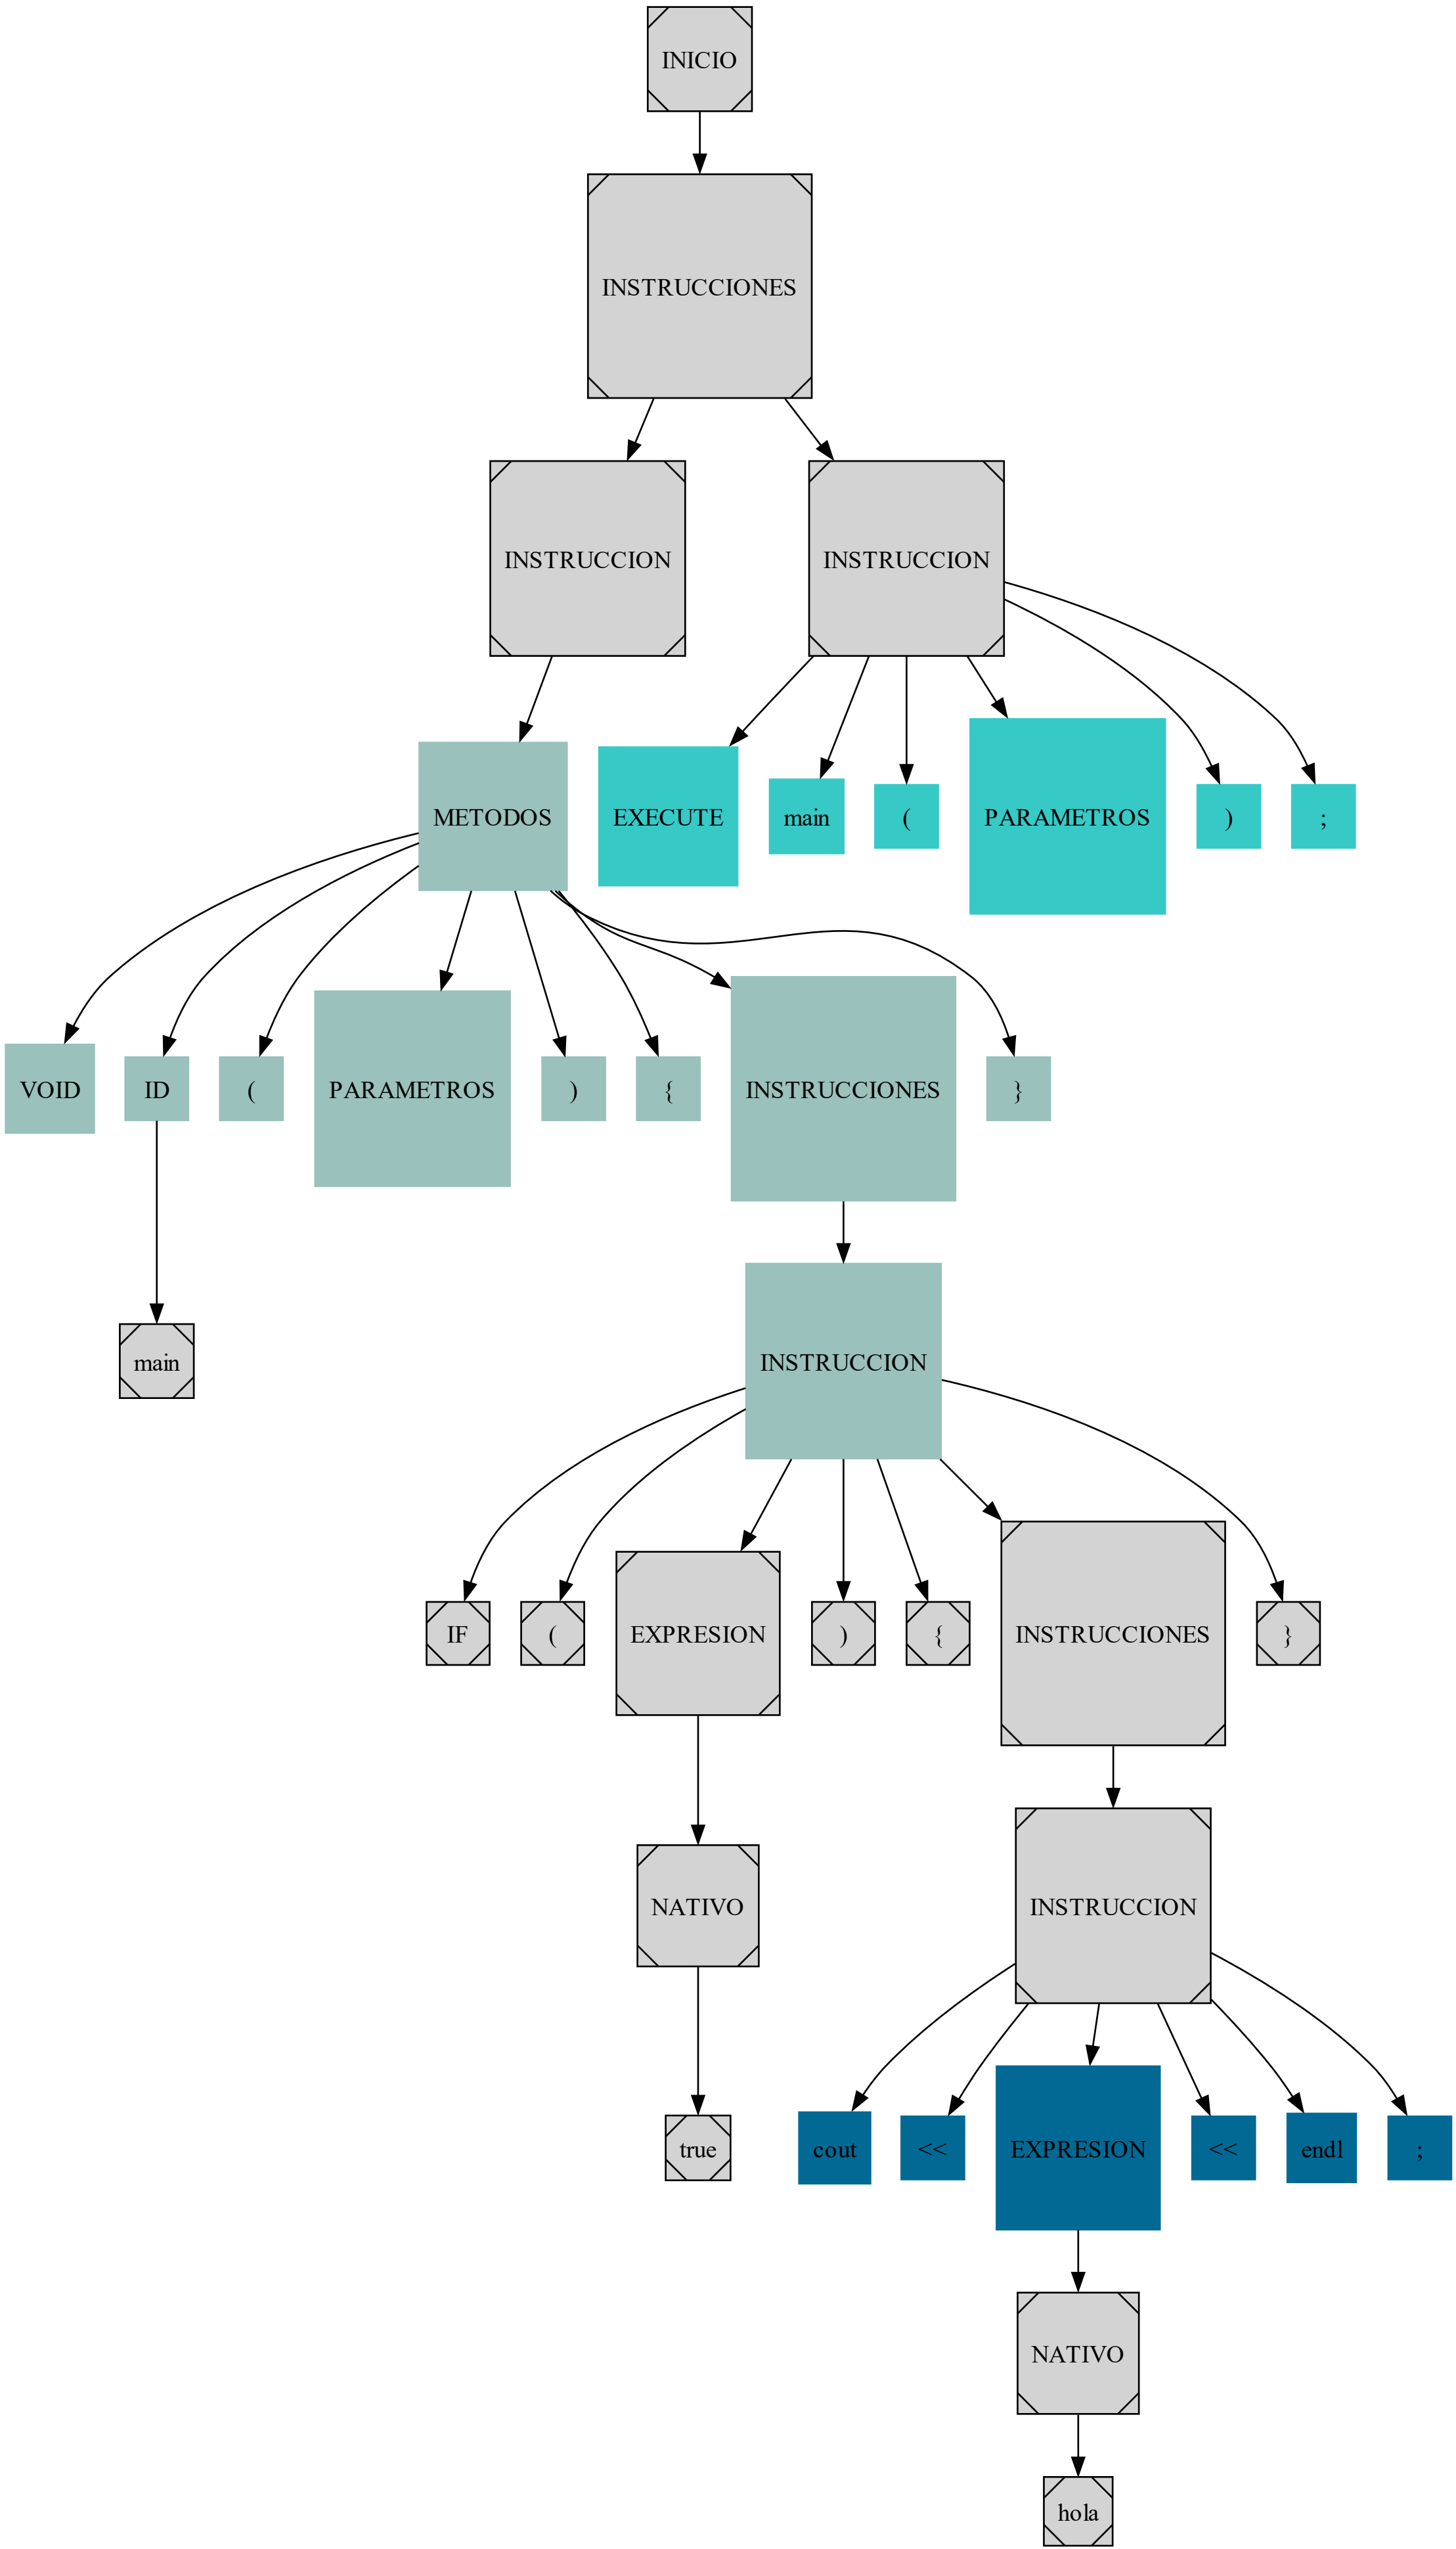 INICIO
INSTRUCCIONES
INSTRUCCION
INSTRUCCION
METODOS
EXECUTE
main
(
PARAMETROS
)
;
VOID
ID
(
PARAMETROS
)
{
INSTRUCCIONES
}
main
INSTRUCCION
IF
(
EXPRESION
)
{
INSTRUCCIONES
}
NATIVO
INSTRUCCION
true
cout
<<
EXPRESION
<<
endl
;
NATIVO
hola